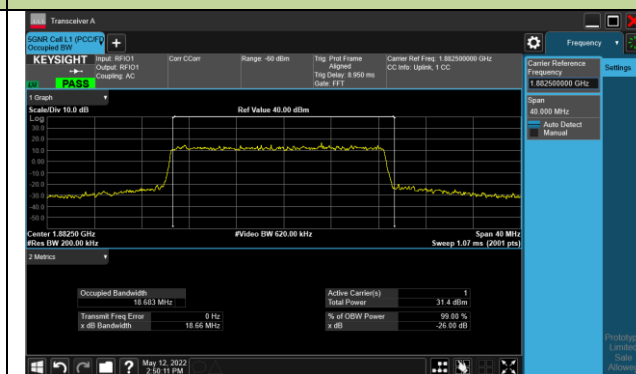 Transceiver A
5GNR Cell L1 (PCC/F
Occupied BW
Frequency
KEYSIGHT
Input: RFIO1
Output: RFIO1
Coupling: AC
Corr CCorr
Range: -60 dBm
Trig: Prot Frame
Aligned
Trig Delay: 8.950 ms
Gate: FFT
Carrier Ref Freq: 1.882500000 GHz
CC Info: Uplink, 1 CC
PASS
Carrier Reference
Frequency
1.882500000 GHz
Settings
Span
40.000 MHz
Auto Detect
Manual
1 Graph
Scale/Div 10.0 dB
Ref Value 40.00 dBm
Log
30.0
20.0
10.0
0.00
-10.0
-20.0
-30.0
-40.0
-50.0
Center 1.88250 GHz
#Video BW 620.00 kHz
Span 40 MHz
#Res BW 200.00 kHz
Sweep 1.07 ms (2001 pts)
2 Metrics
Occupied Bandwidth
18.683 MHz
Active Carrier(s) 1
Total Power 31.4 dBm
Transmit Freq Error 0 Hz
x dB Bandwidth 18.66 MHz
% of OBW Power 99.00 %
x dB -26.00 dB
Limited
Sale
May 12, 2022
2:50:11 PM